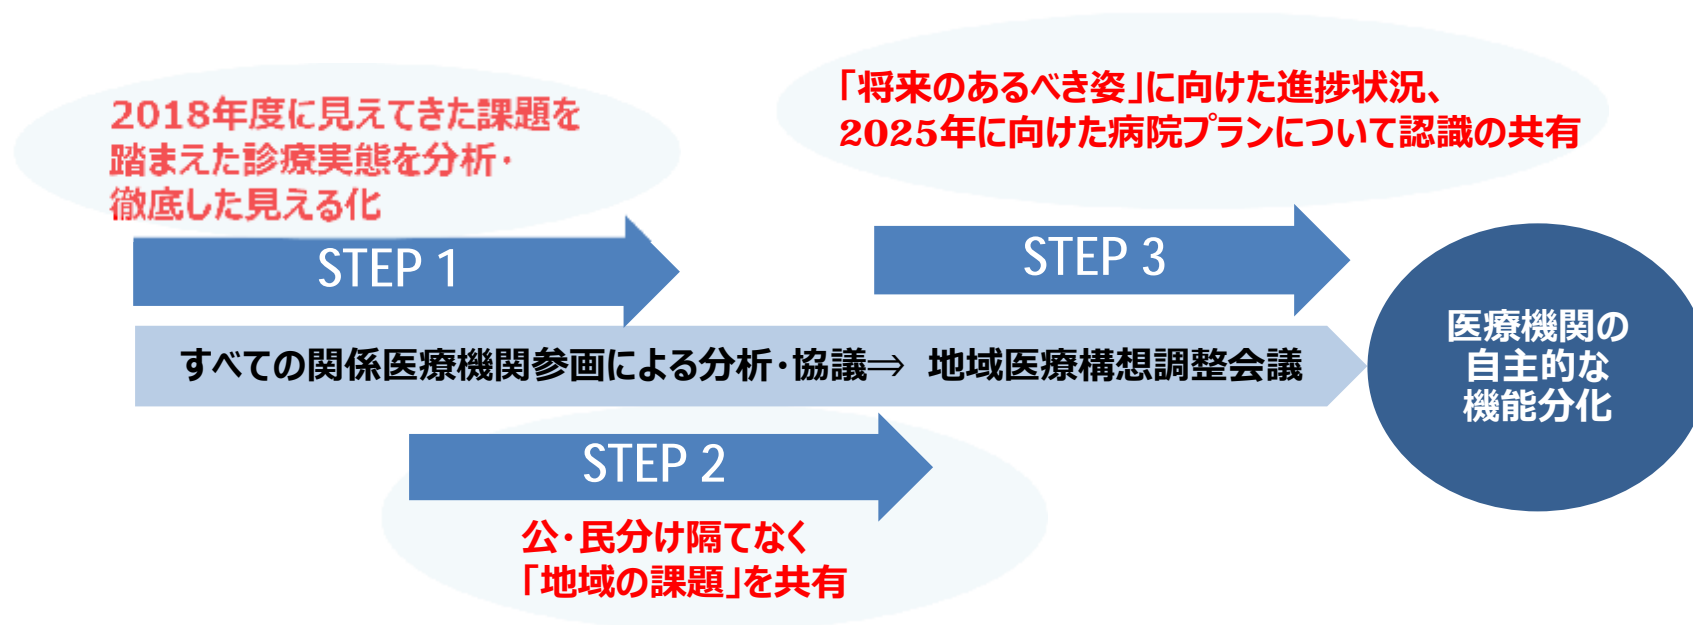 2018年度に見えてきた課題を
踏まえた診療実態を分析・
徹底した見える化
STEP 1
「将来のあるべき姿」に向けた進捗状況、
2025年に向けた病院プランについて認識の共有
STEP 3
すべての関係医療機関参画による分析・協議⇒ 地域医療構想調整会議
医療機関の
自主的な
機能分化
STEP 2
公・民分け隔てなく
「地域の課題」を共有